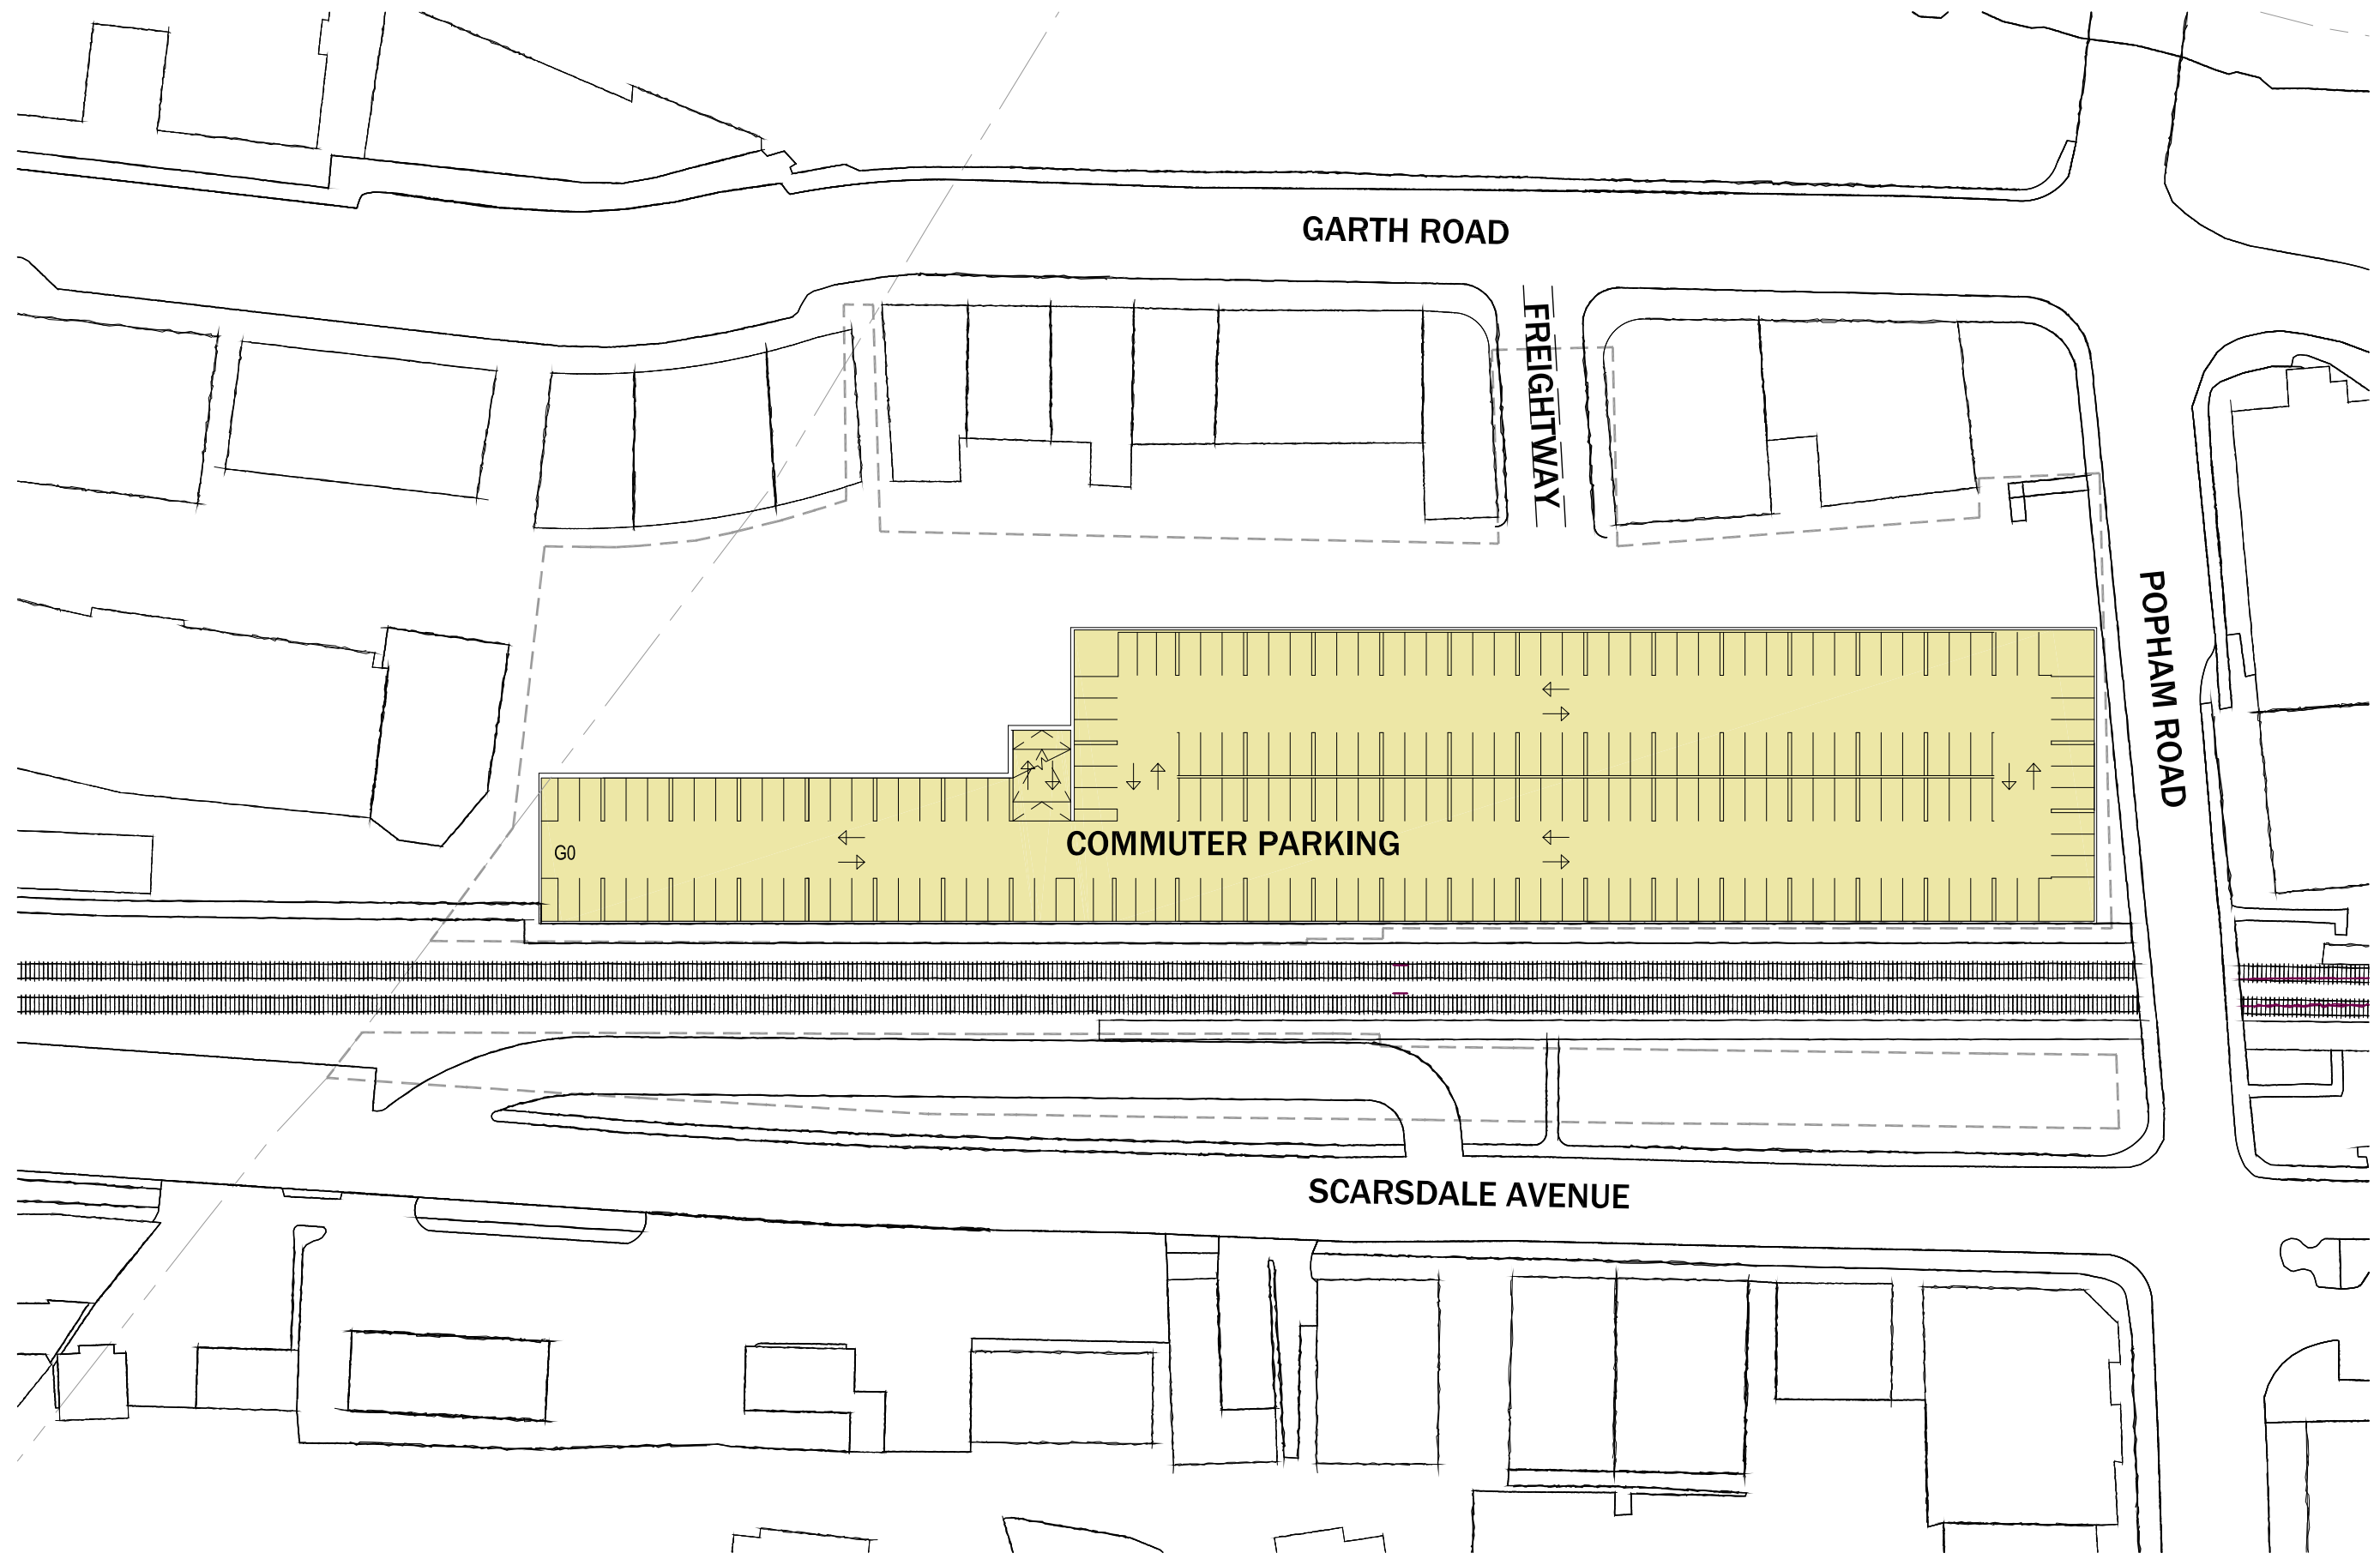 GARTH ROAD
FREIGHTWAY
POPHAM ROAD
COMMUTER PARKING
G0
SCARSDALE AVENUE